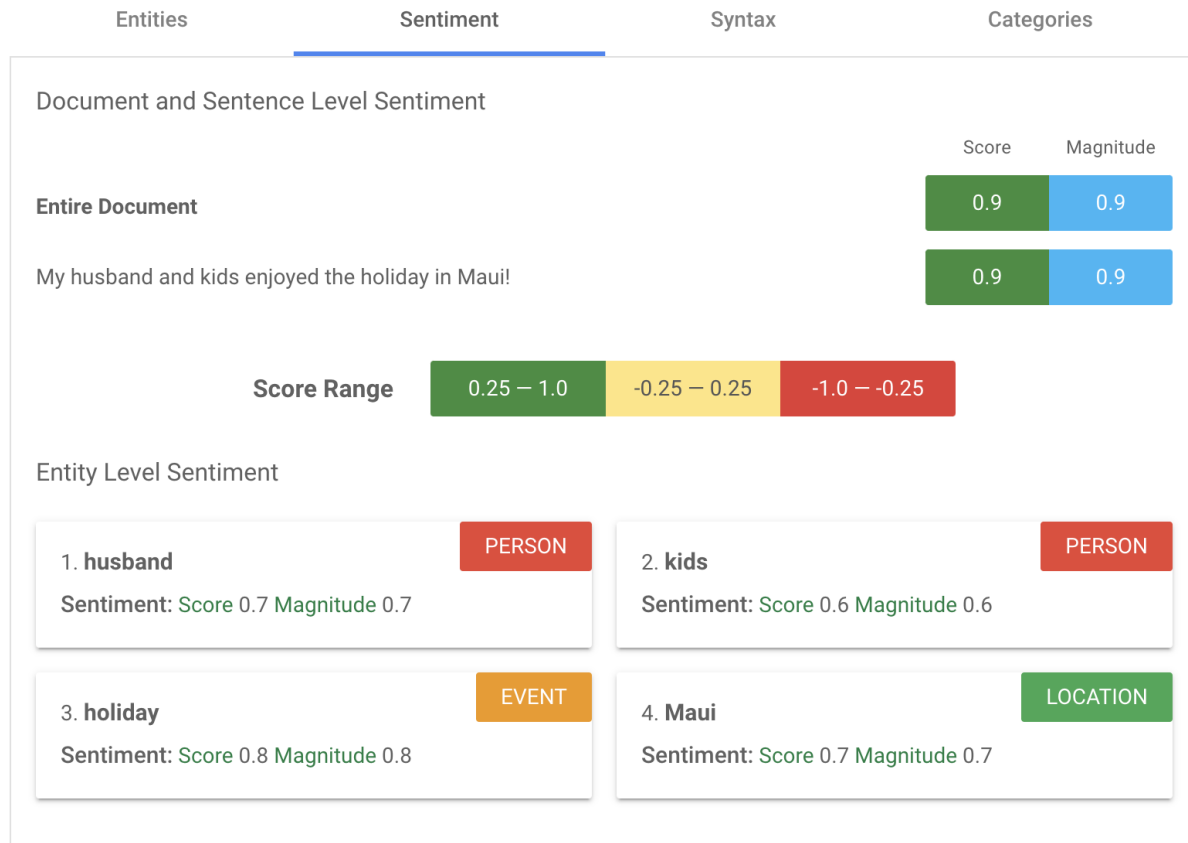 Entities Sentiment Syntax Categories
Document and Sentence Level Sentiment
Score Magnitude
Entire Document 0.9 0.9
My husband and kids enjoyed the holiday in Maui! 0.9 0.9
Score Range 0.25 — 1.0 -0.25 — 0.25 -1.0 — -0.25
Entity Level Sentiment
1. husband PERSON
Sentiment: Score 0.7 Magnitude 0.7
2. kids PERSON
Sentiment: Score 0.6 Magnitude 0.6
3. holiday EVENT
Sentiment: Score 0.8 Magnitude 0.8
4. Maui LOCATION
Sentiment: Score 0.7 Magnitude 0.7